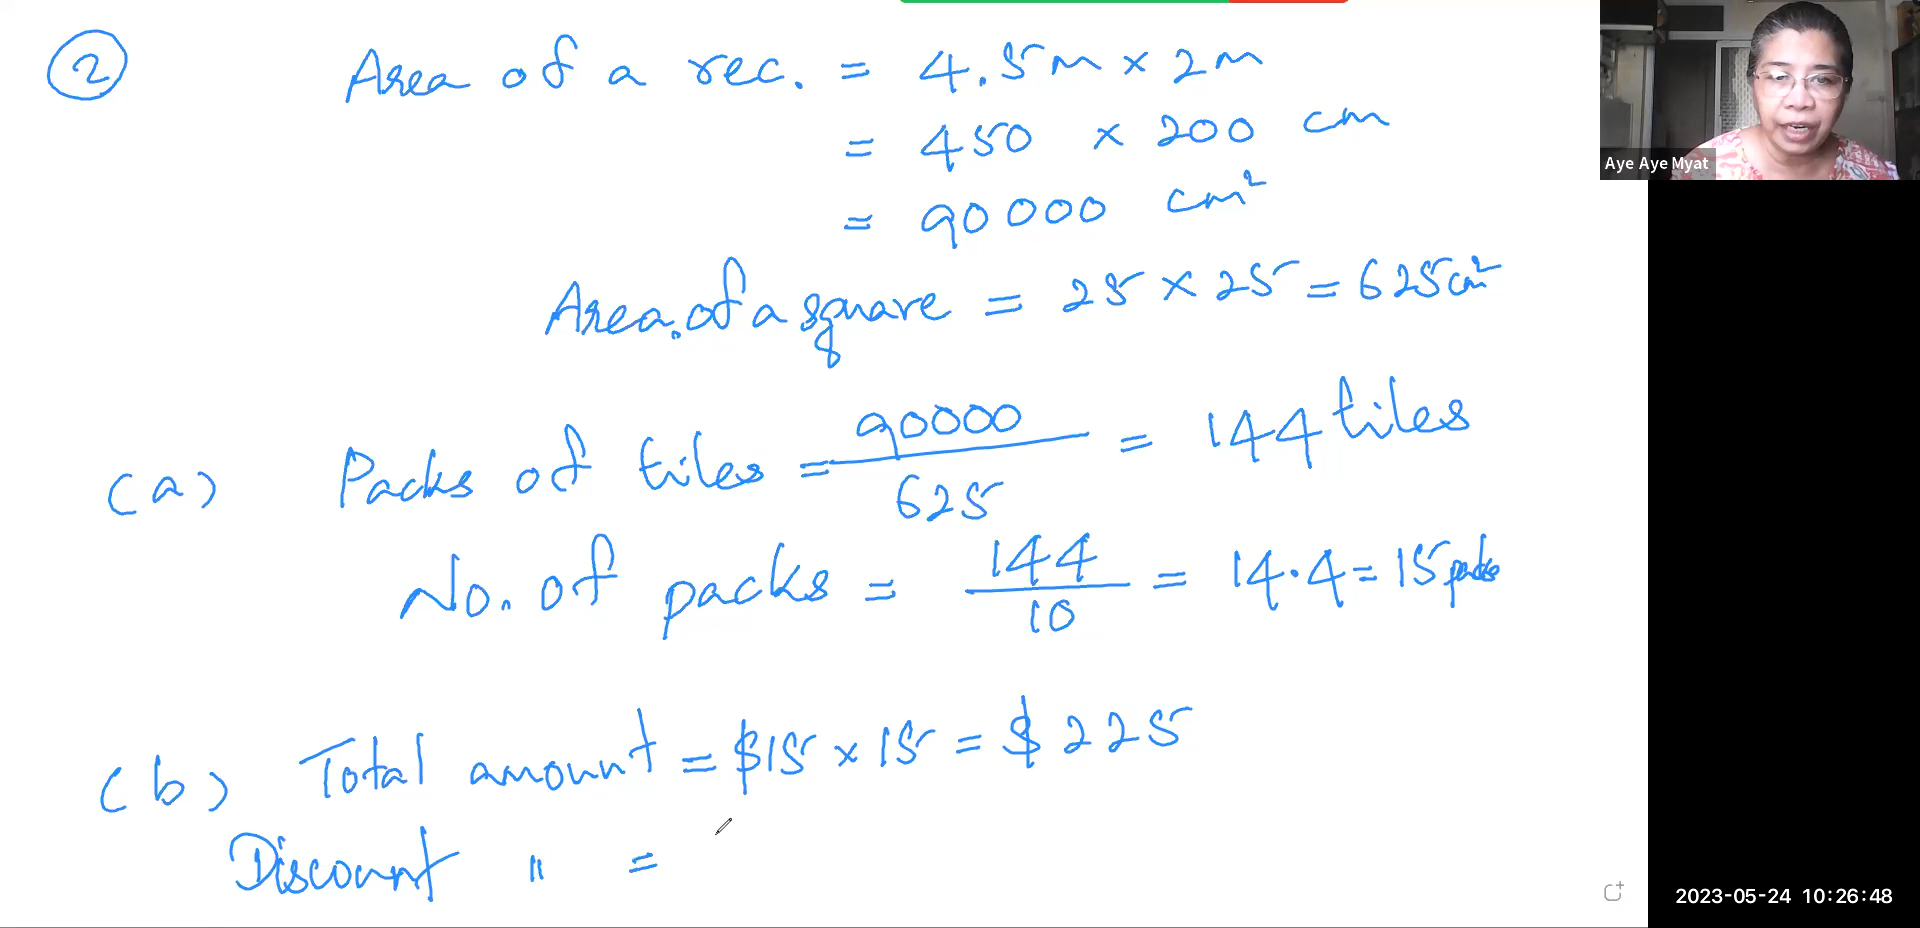 2 Area of a rec. = 4.5m × 2m
= 450 × 200 cm
= 90000 cm²
Area.of a square = 25 × 25 = 625cm²
(a) Packs of tiles = 90000 / 625 = 144 tiles
No. of packs = 144 / 10 = 14.4 = 15 packs
(b) Total amount = $15 × 15 = $ 225
Discount " =
Aye Aye Myat
2023-05-24 10:26:48